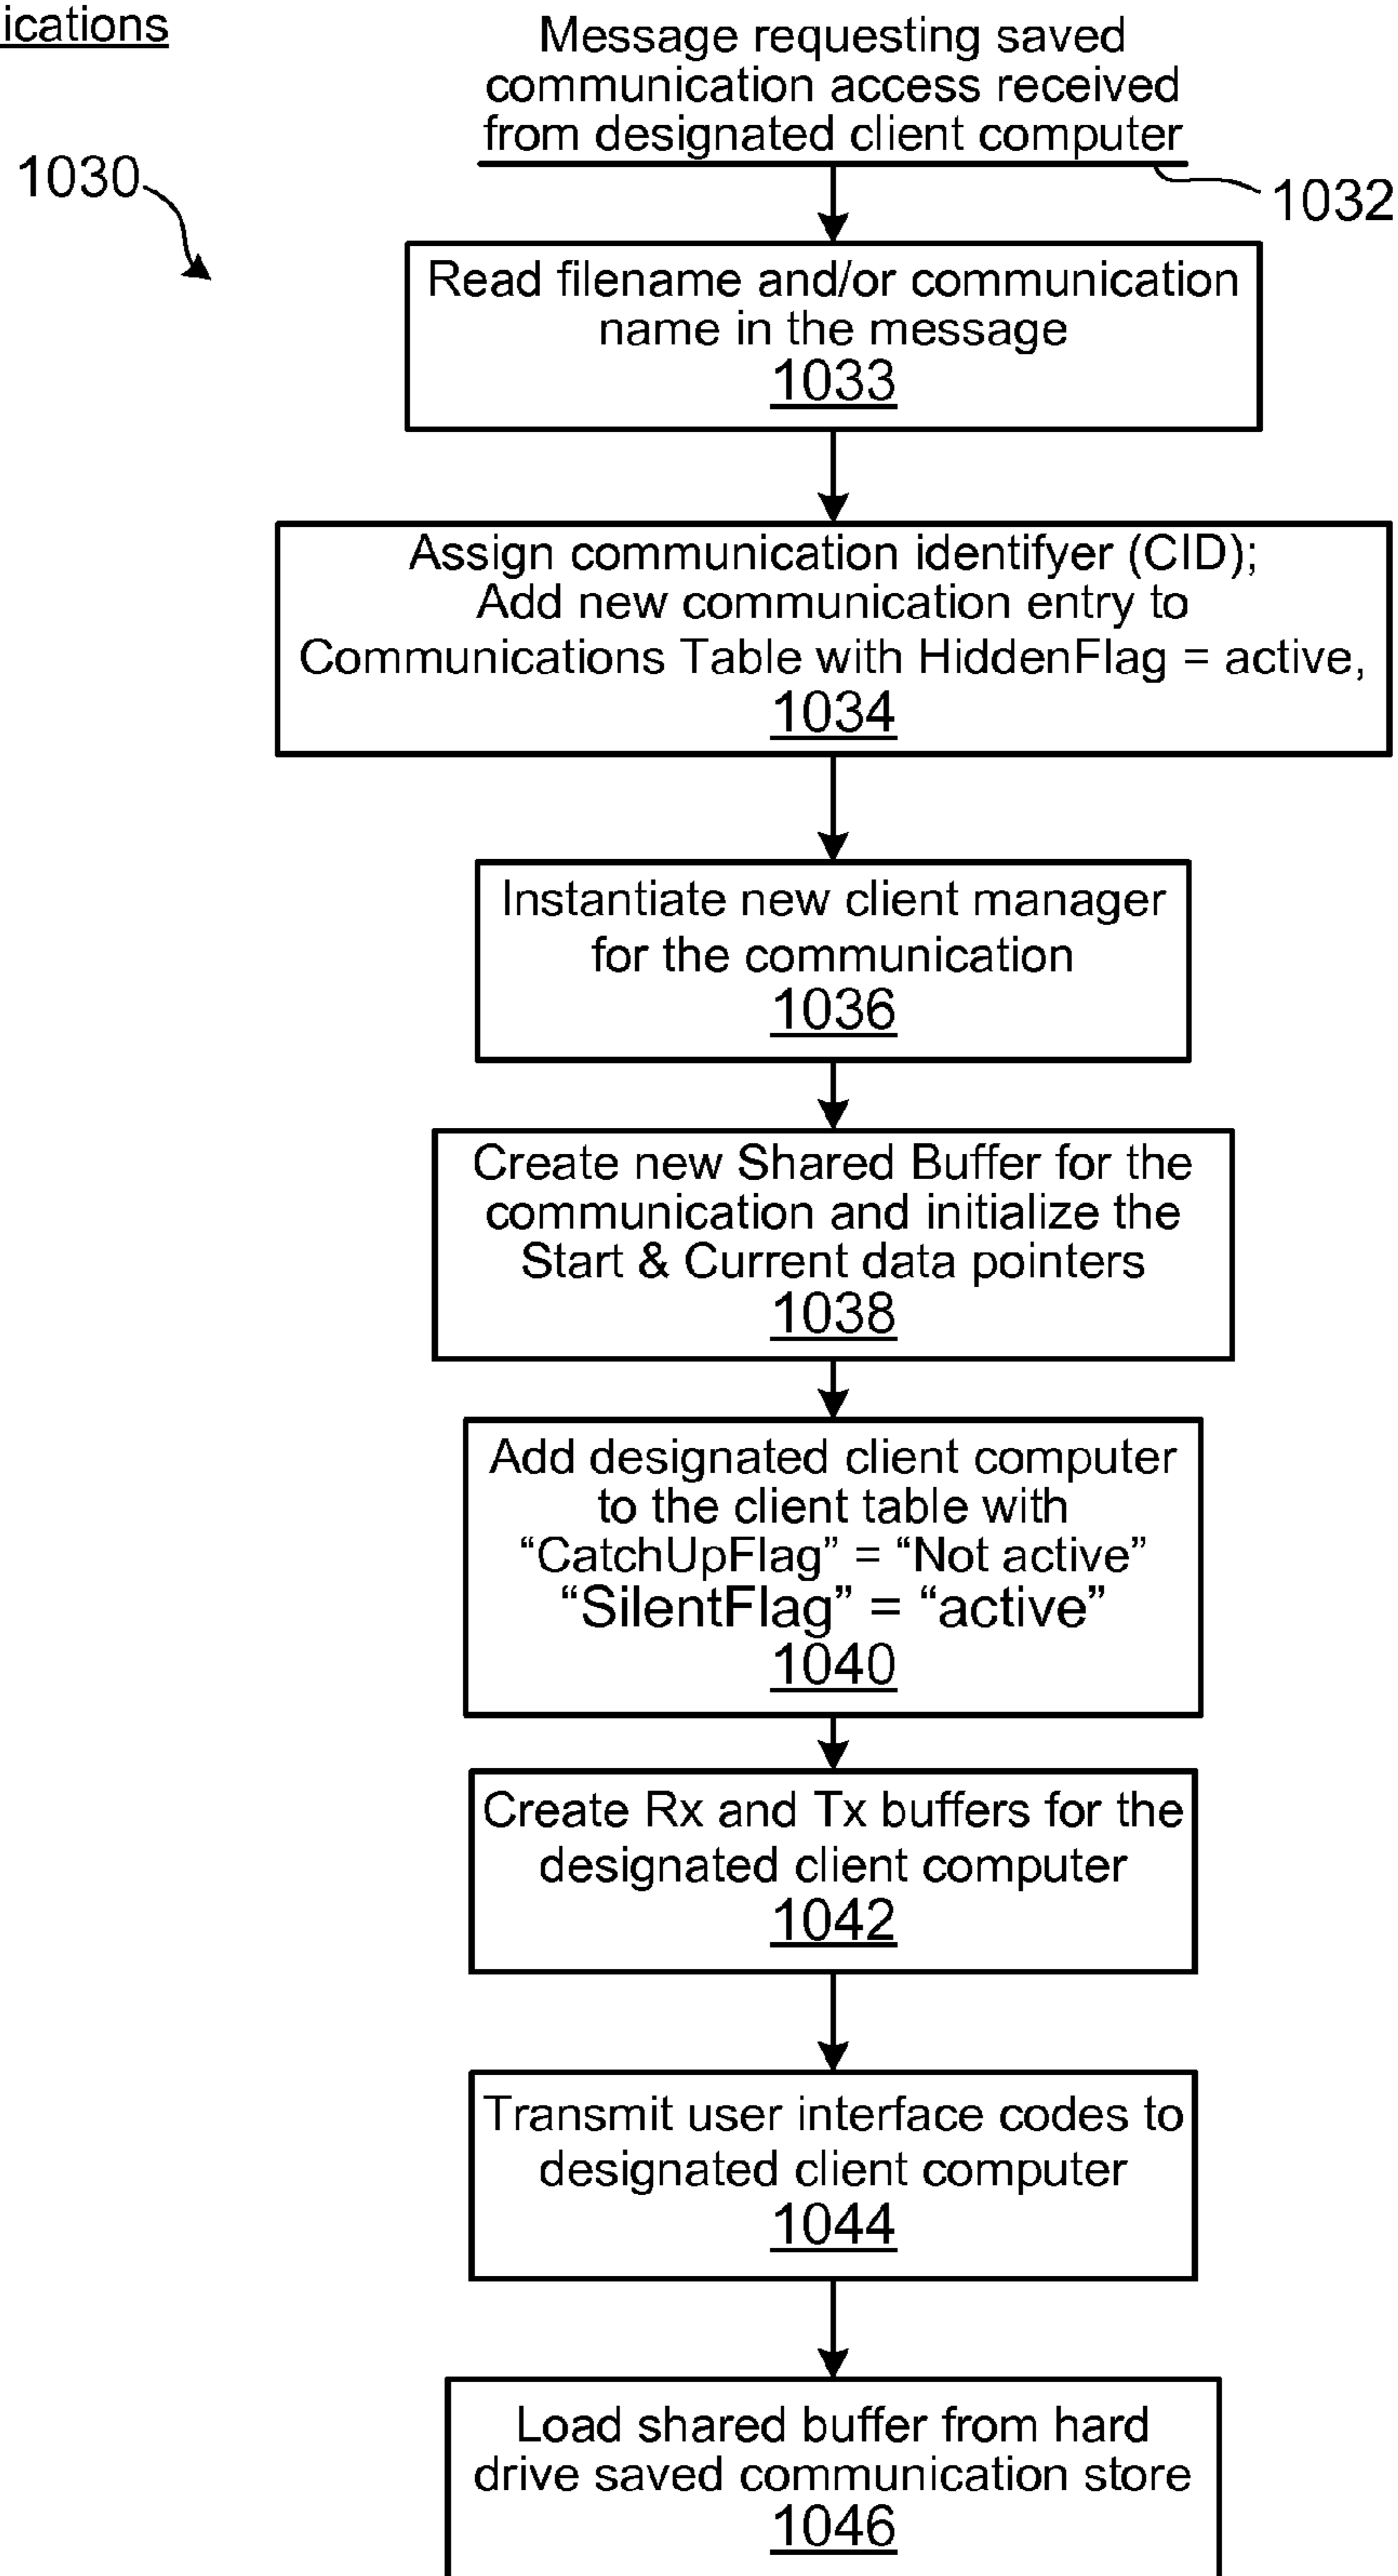 ications
Message requesting saved
communication access received
from designated client computer
1030
1032
Read filename and/or communication
name in the message
1033
Assign communication identifyer (CID);
Add new communication entry to
Communications Table with HiddenFlag = active,
1034
Instantiate new client manager
for the communication
1036
Create new Shared Buffer for the
communication and initialize the
Start & Current data pointers
1038
Add designated client computer
to the client table with
“CatchUpFlag” = “Not active”
“SilentFlag” = “active”
1040
Create Rx and Tx buffers for the
designated client computer
1042
Transmit user interface codes to
designated client computer
1044
Load shared buffer from hard
drive saved communication store
1046